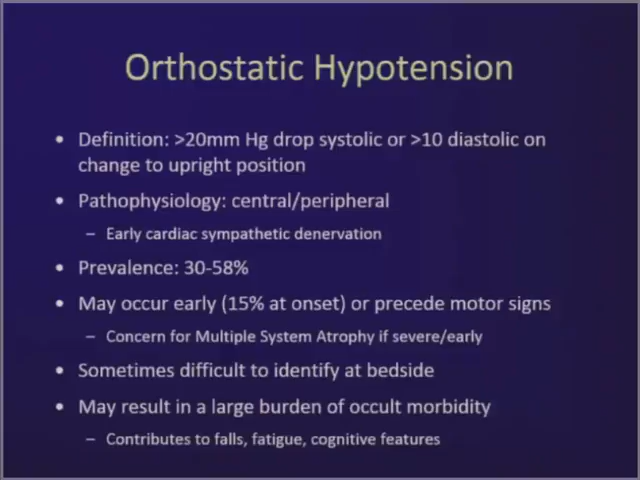 Orthostatic Hypotension
• Definition: >20mm Hg drop systolic or >10 diastolic on
change to upright position
• Pathophysiology: central/peripheral
– Early cardiac sympathetic denervation
• Prevalence: 30-58%
• May occur early (15% at onset) or precede motor signs
– Concern for Multiple System Atrophy if severe/early
• Sometimes difficult to identify at bedside
• May result in a large burden of occult morbidity
– Contributes to falls, fatigue, cognitive features